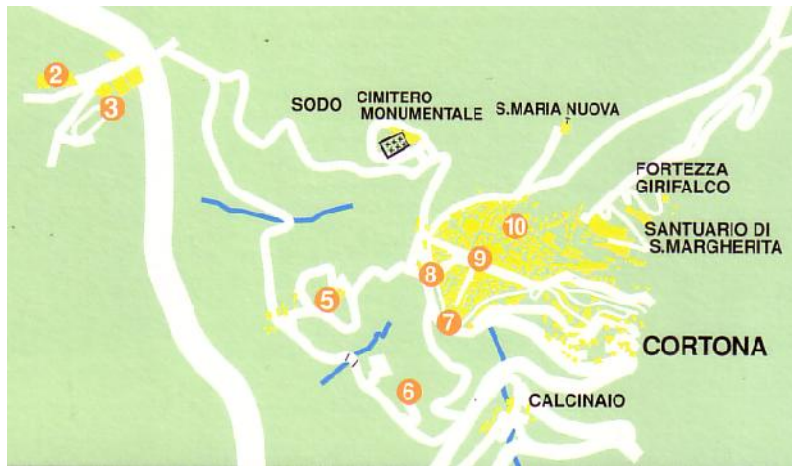 2
3
SODO
CIMITERO
MONUMENTALE
S.MARIA NUOVA
FORTEZZA
GIRIFALCO
10
SANTUARIO DI
S.MARGHERITA
9
8
5
7
CORTONA
6
CALCINAIO